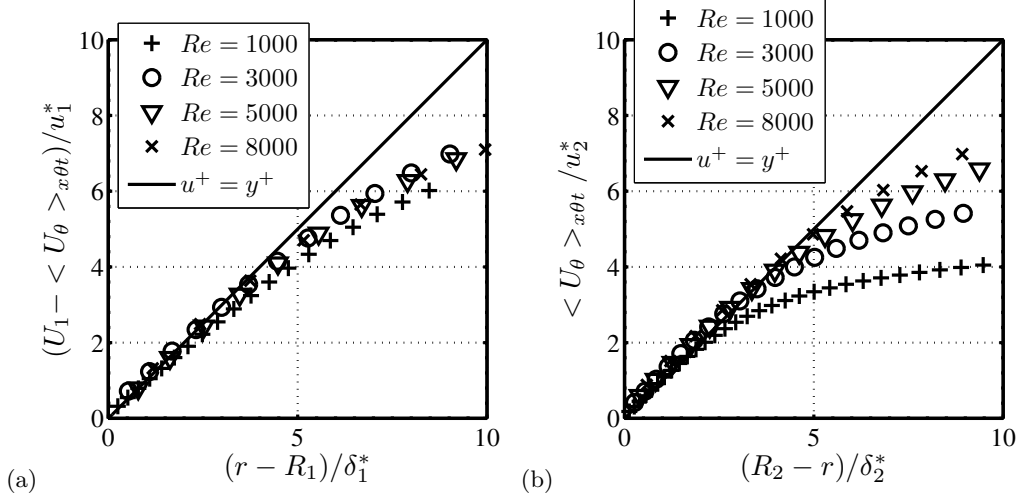 (a)
(U₁− < U_θ >_xθt)/u₁*
10
8
6
4
2
0
Re = 1000
Re = 3000
Re = 5000
Re = 8000
u⁺ = y⁺
0
5
10
(r − R₁)/δ₁*
(b)
< U_θ >_xθt /u₂*
10
8
6
4
2
0
Re = 1000
Re = 3000
Re = 5000
Re = 8000
u⁺ = y⁺
0
5
10
(R₂ − r)/δ₂*